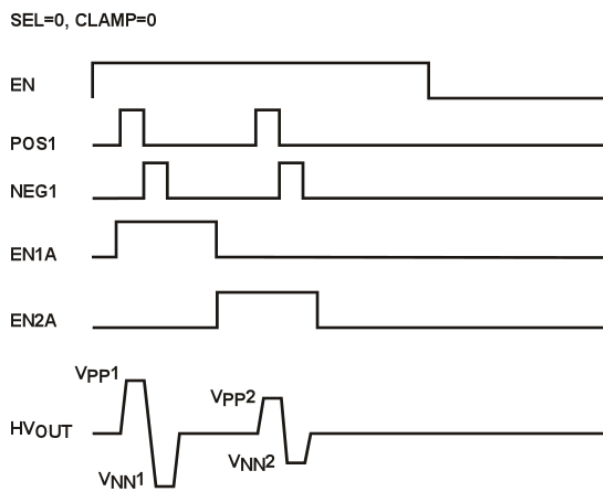 SEL=0, CLAMP=0
EN
POS1
NEG1
EN1A
EN2A
VPP1
VPP2
HVOUT
VNN2
VNN1